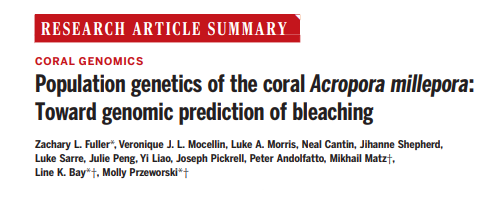 RESEARCH ARTICLE SUMMARY
CORAL GENOMICS
Population genetics of the coral Acropora millepora:
Toward genomic prediction of bleaching
Zachary L. Fuller*, Veronique J. L. Mocellin, Luke A. Morris, Neal Cantin, Jihanne Shepherd,
Luke Sarre, Julie Peng, Yi Liao, Joseph Pickrell, Peter Andolfatto, Mikhail Matz†,
Line K. Bay*†, Molly Przeworski*†